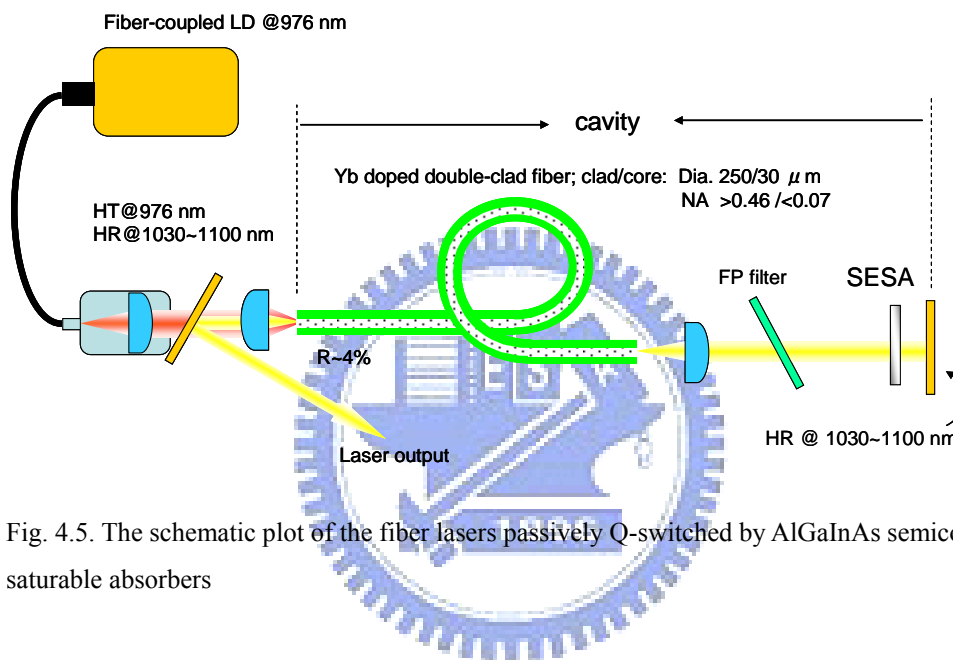 Fiber-coupled LD @976 nm
cavity
Yb doped double-clad fiber; clad/core: Dia. 250/30 μm
NA >0.46 /<0.07
HT@976 nm
HR@1030~1100 nm
FP filter
SESA
R~4%
Laser output
HR @ 1030~1100 nm
Fig. 4.5. The schematic plot of the fiber lasers passively Q-switched by AlGaInAs
saturable absorbers